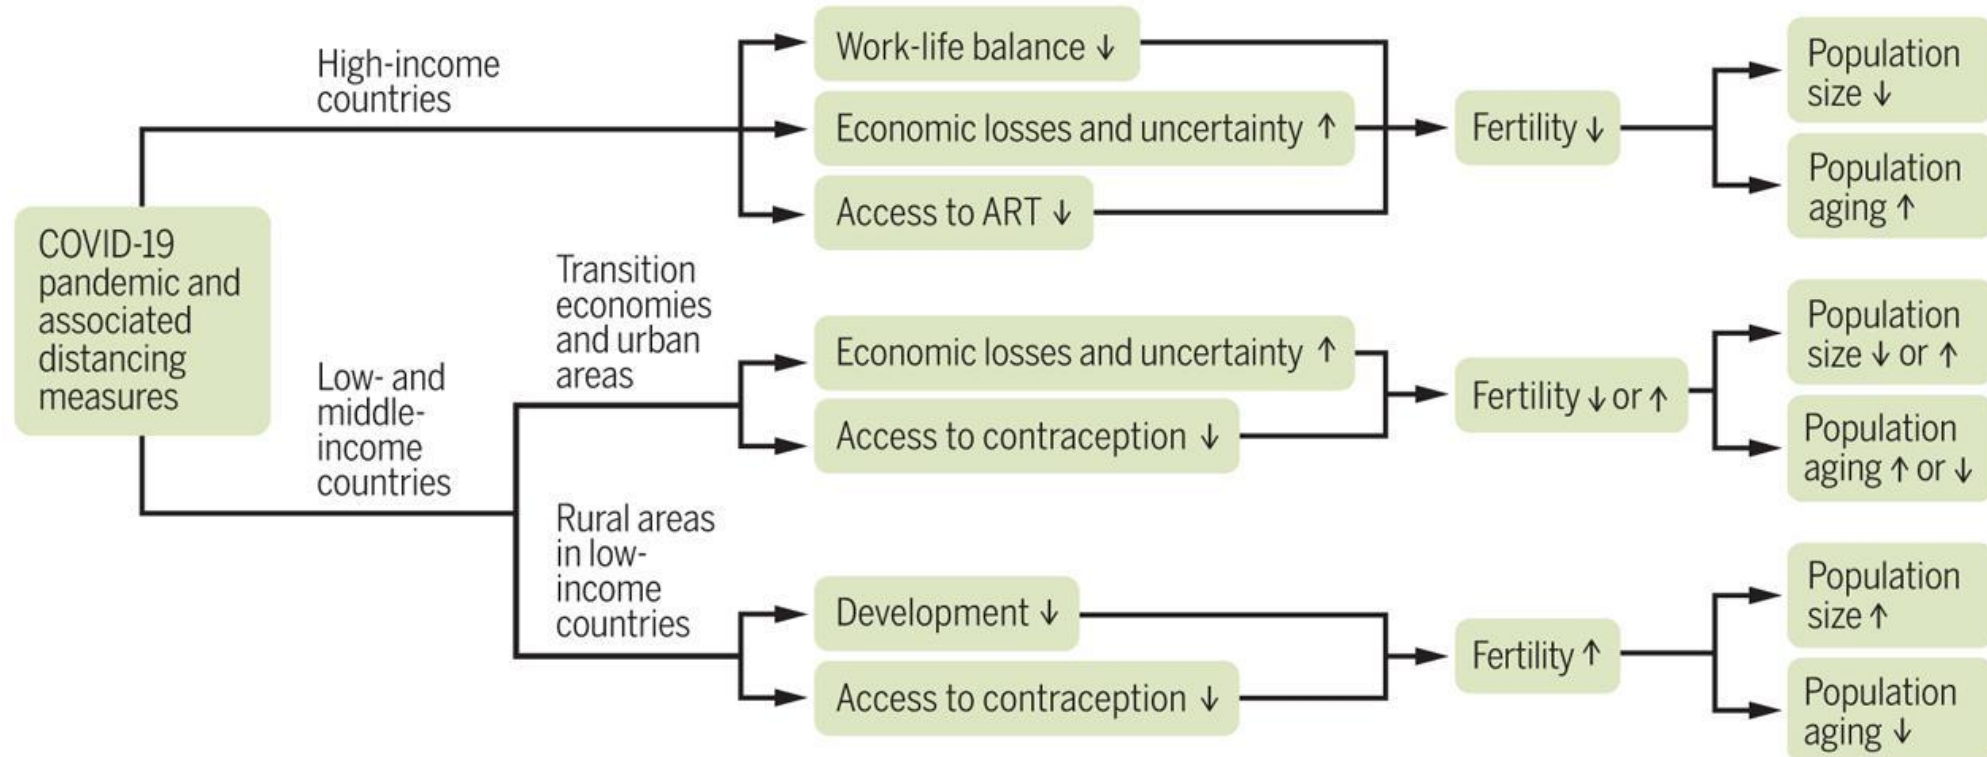 COVID-19
pandemic and
associated
distancing
measures
High-income
countries
Work-life balance ↓
Economic losses and uncertainty ↑
Access to ART ↓
Fertility ↓
Population
size ↓
Population
aging ↑
Low- and
middle-
income
countries
Transition
economies
and urban
areas
Economic losses and uncertainty ↑
Access to contraception ↓
Fertility ↓ or ↑
Population
size ↓ or ↑
Population
aging ↑ or ↓
Rural areas
in low-
income
countries
Development ↓
Access to contraception ↓
Fertility ↑
Population
size ↑
Population
aging ↓